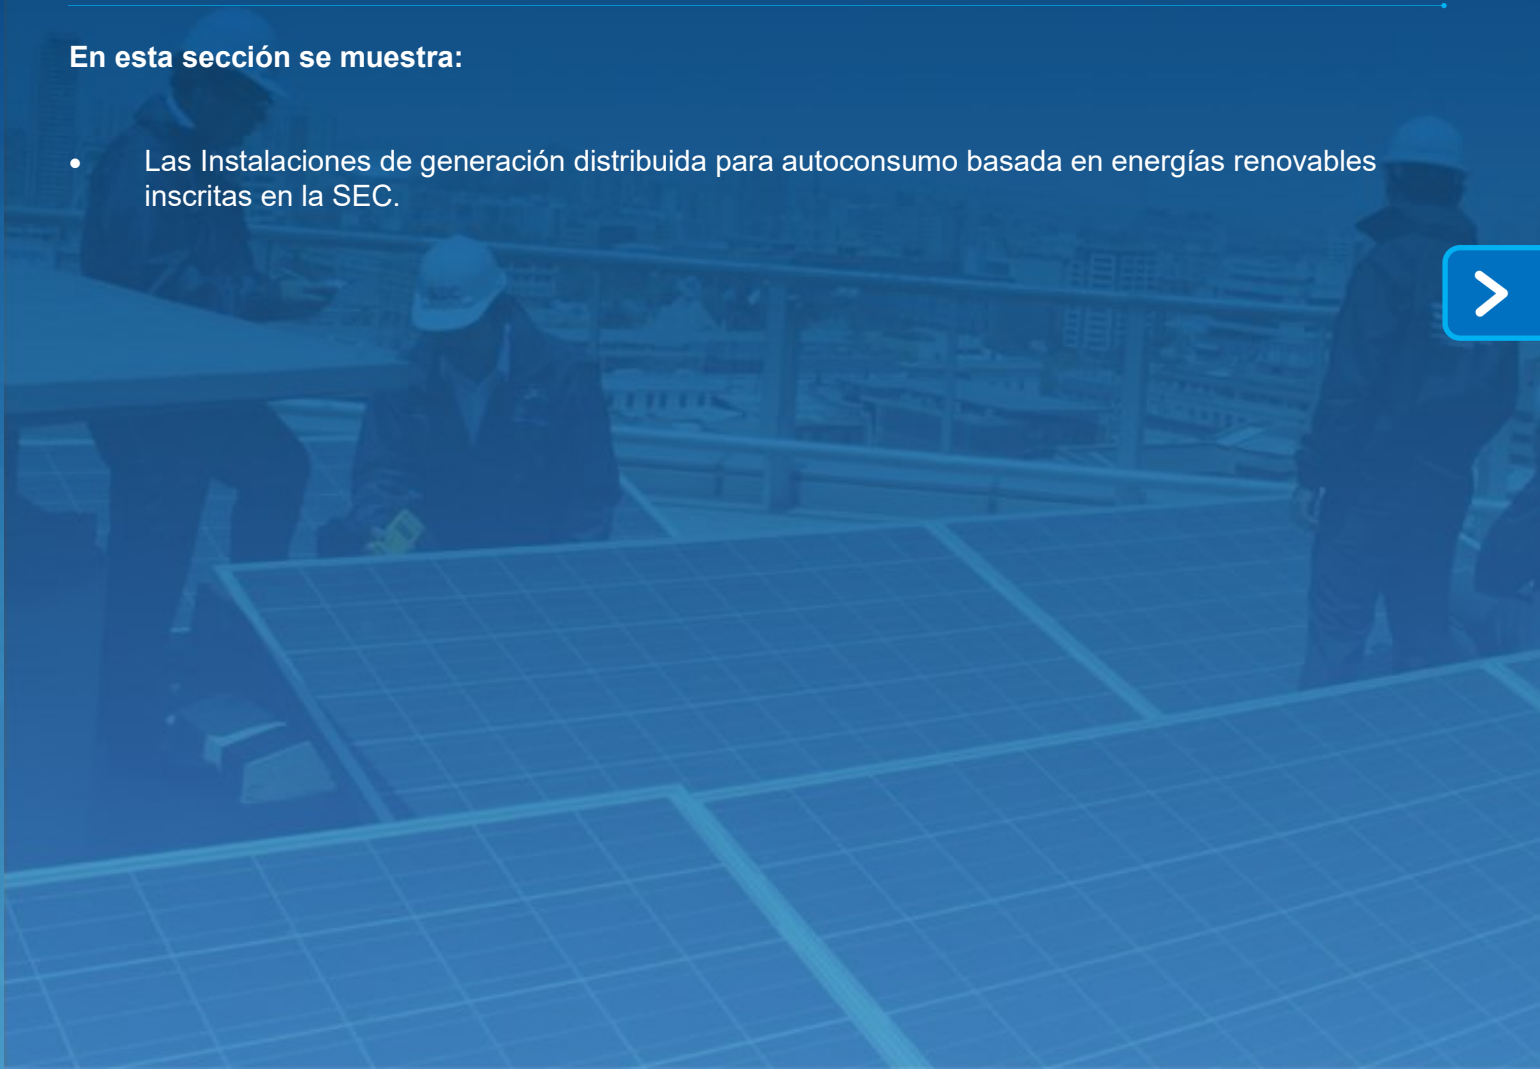 En esta sección se muestra:
• Las Instalaciones de generación distribuida para autoconsumo basada en energías renovables
inscritas en la SEC.